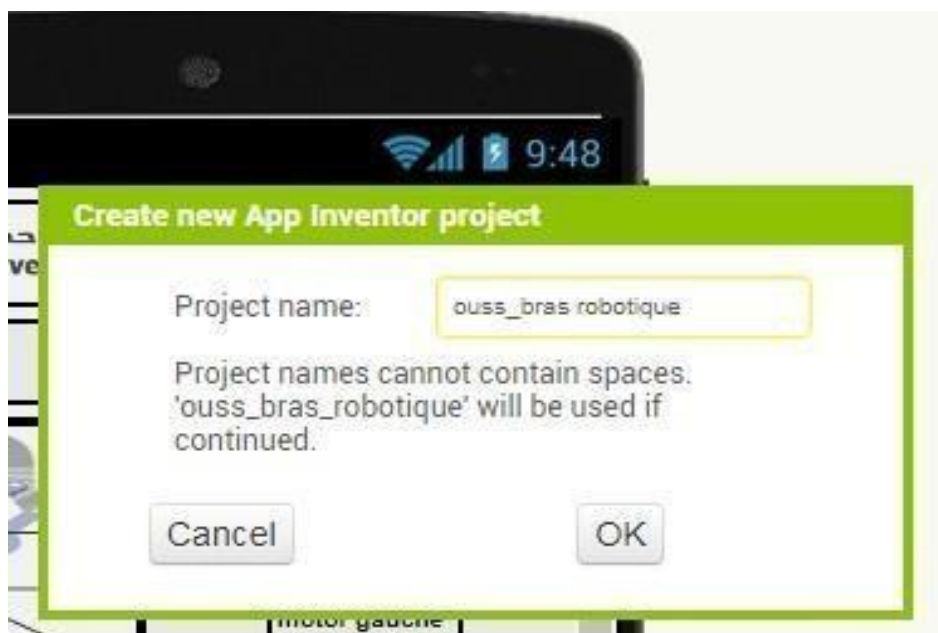 9:48
Create new App Inventor project
ve
Project name:
ouss_bras robotique
Project names cannot contain spaces.
'ouss_bras_robotique' will be used if
continued.
Cancel
OK
motor gauche